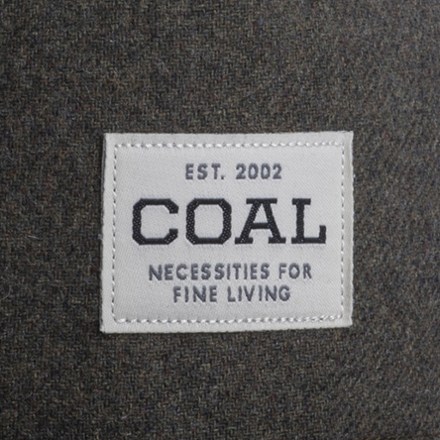 EST. 2002
COAL
NECESSITIES FOR
FINE LIVING